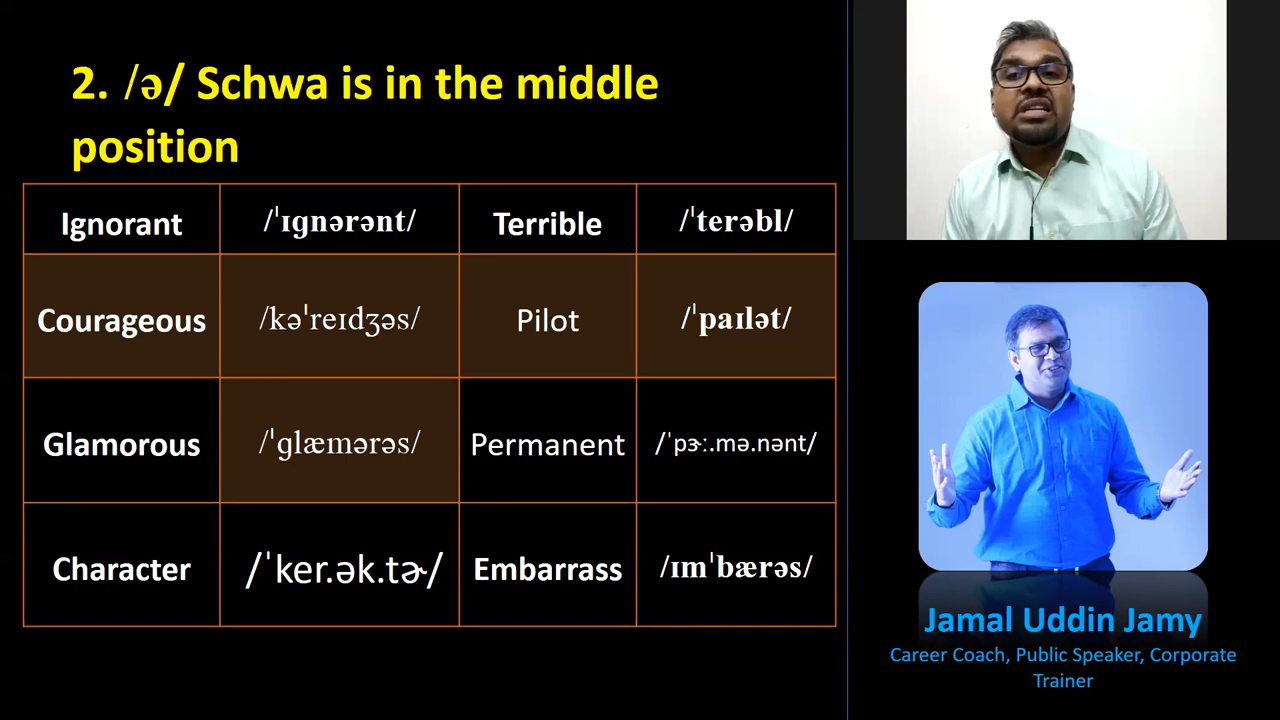 2. /ə/ Schwa is in the middle
position
Ignorant /ˈɪɡnərənt/ Terrible /ˈterəbl/
Courageous /kəˈreɪdʒəs/ Pilot /ˈpaɪlət/
Glamorous /ˈɡlæmərəs/ Permanent /ˈpɝː.mə.nənt/
Character /ˈker.ək.tɚ/ Embarrass /ɪmˈbærəs/
Jamal Uddin Jamy
Career Coach, Public Speaker, Corporate
Trainer